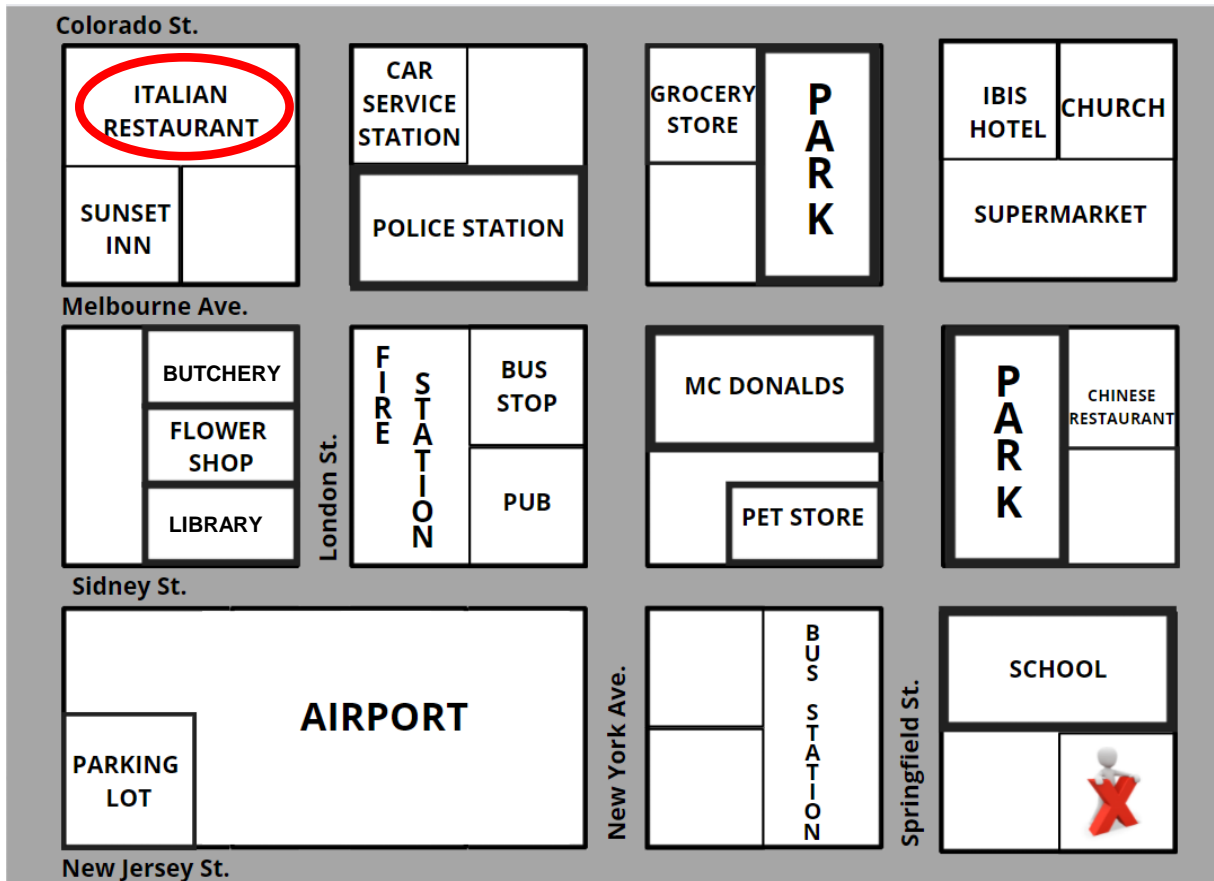 Colorado St.
ITALIAN
RESTAURANT
CAR
SERVICE
STATION
GROCERY
STORE
PARK
IBIS
HOTEL
CHURCH
SUNSET
INN
POLICE STATION
SUPERMARKET
Melbourne Ave.
BUTCHERY
FLOWER
SHOP
LIBRARY
London St.
FIRE
STATION
BUS
STOP
PUB
MC DONALDS
PET STORE
PARK
CHINESE
RESTAURANT
Sidney St.
AIRPORT
PARKING
LOT
New York Ave.
BUS STATION
Springfield St.
SCHOOL
X
New Jersey St.